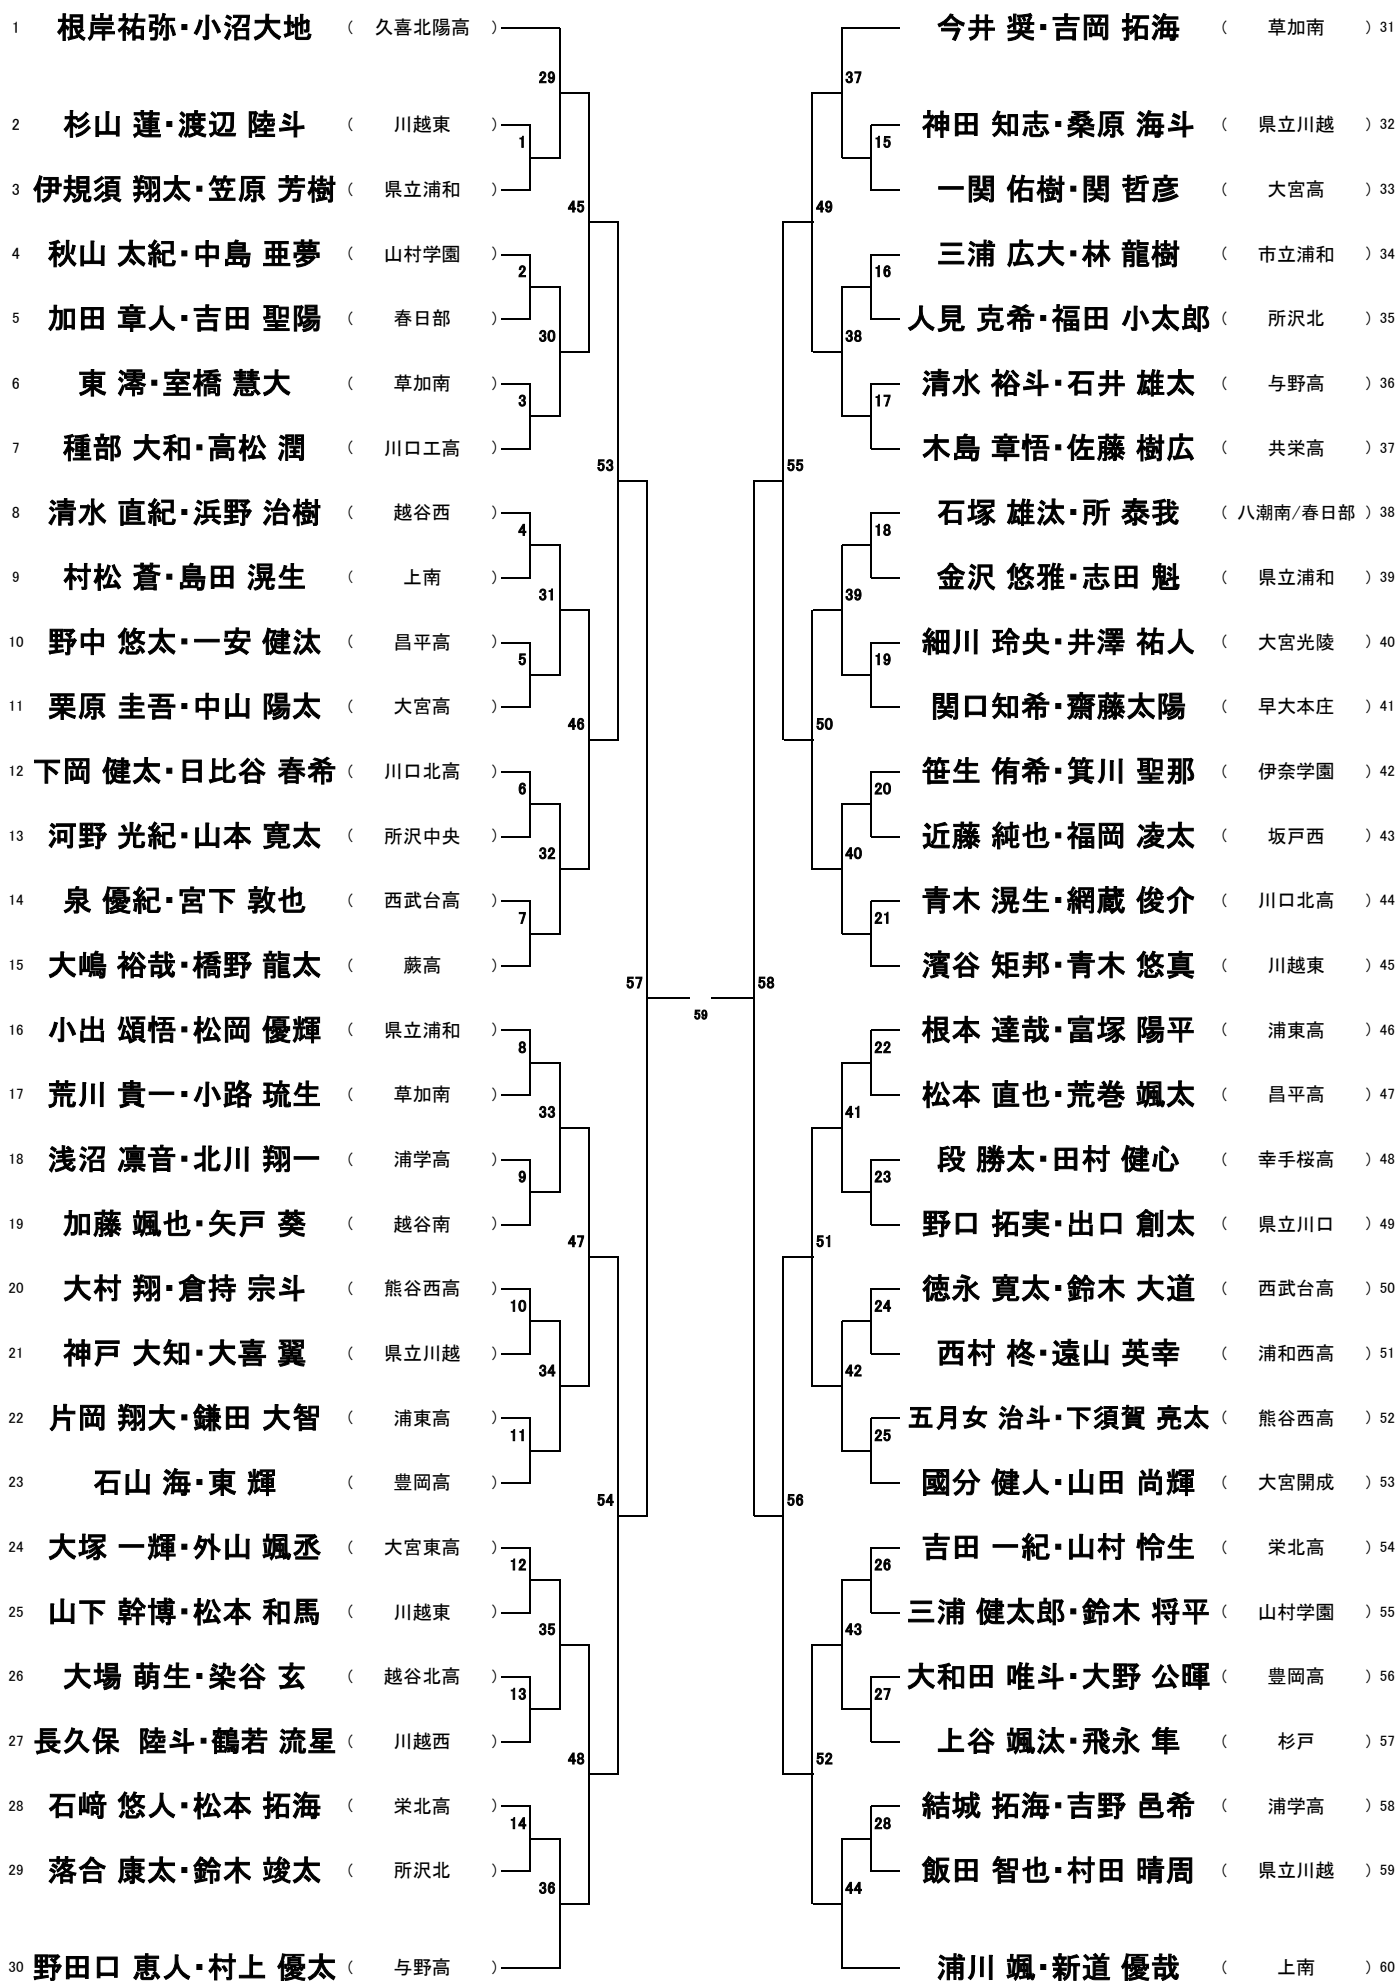 1 根岸祐弥・小沼大地 （ 久喜北陽高 ）
29
2 杉山 蓮・渡辺 陸斗 （ 川越東 ）
1
3 伊規須 翔太・笠原 芳樹 （ 県立浦和 ）
45
4 秋山 太紀・中島 亜夢 （ 山村学園 ）
2
5 加田 章人・吉田 聖陽 （ 春日部 ）
30
6 東 澪・室橋 慧大 （ 草加南 ）
3
7 種部 大和・高松 潤 （ 川口工高 ）
53
8 清水 直紀・浜野 治樹 （ 越谷西 ）
4
9 村松 蒼・島田 滉生 （ 上南 ）
31
10 野中 悠太・一安 健汰 （ 昌平高 ）
5
11 栗原 圭吾・中山 陽太 （ 大宮高 ）
46
12 下岡 健太・日比谷 春希 （ 川口北高 ）
6
13 河野 光紀・山本 寛太 （ 所沢中央 ）
32
14 泉 優紀・宮下 敦也 （ 西武台高 ）
7
15 大嶋 裕哉・橋野 龍太 （ 蕨高 ）
57
16 小出 頌悟・松岡 優輝 （ 県立浦和 ）
8
17 荒川 貴一・小路 琉生 （ 草加南 ）
33
18 浅沼 凛音・北川 翔一 （ 浦学高 ）
9
19 加藤 颯也・矢戸 葵 （ 越谷南 ）
47
20 大村 翔・倉持 宗斗 （ 熊谷西高 ）
10
21 神戸 大知・大喜 翼 （ 県立川越 ）
34
22 片岡 翔大・鎌田 大智 （ 浦東高 ）
11
23 石山 海・東 輝 （ 豊岡高 ）
54
24 大塚 一輝・外山 颯丞 （ 大宮東高 ）
12
25 山下 幹博・松本 和馬 （ 川越東 ）
35
26 大場 萌生・染谷 玄 （ 越谷北高 ）
13
27 長久保 陸斗・鶴若 流星 （ 川越西 ）
48
28 石﨑 悠人・松本 拓海 （ 栄北高 ）
14
29 落合 康太・鈴木 竣太 （ 所沢北 ）
36
30 野田口 恵人・村上 優太 （ 与野高 ）
59
今井 奨・吉岡 拓海 （ 草加南 ） 31
37
神田 知志・桑原 海斗 （ 県立川越 ） 32
15
一関 佑樹・関 哲彦 （ 大宮高 ） 33
49
三浦 広大・林 龍樹 （ 市立浦和 ） 34
16
人見 克希・福田 小太郎 （ 所沢北 ） 35
38
清水 裕斗・石井 雄太 （ 与野高 ） 36
17
木島 章悟・佐藤 樹広 （ 共栄高 ） 37
55
石塚 雄汰・所 泰我 （ 八潮南/春日部 ） 38
18
金沢 悠雅・志田 魁 （ 県立浦和 ） 39
39
細川 玲央・井澤 祐人 （ 大宮光陵 ） 40
19
関口知希・齋藤太陽 （ 早大本庄 ） 41
50
笹生 侑希・箕川 聖那 （ 伊奈学園 ） 42
20
近藤 純也・福岡 凌太 （ 坂戸西 ） 43
40
青木 滉生・網蔵 俊介 （ 川口北高 ） 44
21
濱谷 矩邦・青木 悠真 （ 川越東 ） 45
58
根本 達哉・富塚 陽平 （ 浦東高 ） 46
22
松本 直也・荒巻 颯太 （ 昌平高 ） 47
41
段 勝太・田村 健心 （ 幸手桜高 ） 48
23
野口 拓実・出口 創太 （ 県立川口 ） 49
51
徳永 寛太・鈴木 大道 （ 西武台高 ） 50
24
西村 柊・遠山 英幸 （ 浦和西高 ） 51
42
五月女 治斗・下須賀 亮太 （ 熊谷西高 ） 52
25
國分 健人・山田 尚輝 （ 大宮開成 ） 53
56
吉田 一紀・山村 怜生 （ 栄北高 ） 54
26
三浦 健太郎・鈴木 将平 （ 山村学園 ） 55
43
大和田 唯斗・大野 公暉 （ 豊岡高 ） 56
27
上谷 颯汰・飛永 隼 （ 杉戸 ） 57
52
結城 拓海・吉野 邑希 （ 浦学高 ） 58
28
飯田 智也・村田 晴周 （ 県立川越 ） 59
44
浦川 颯・新道 優哉 （ 上南 ） 60